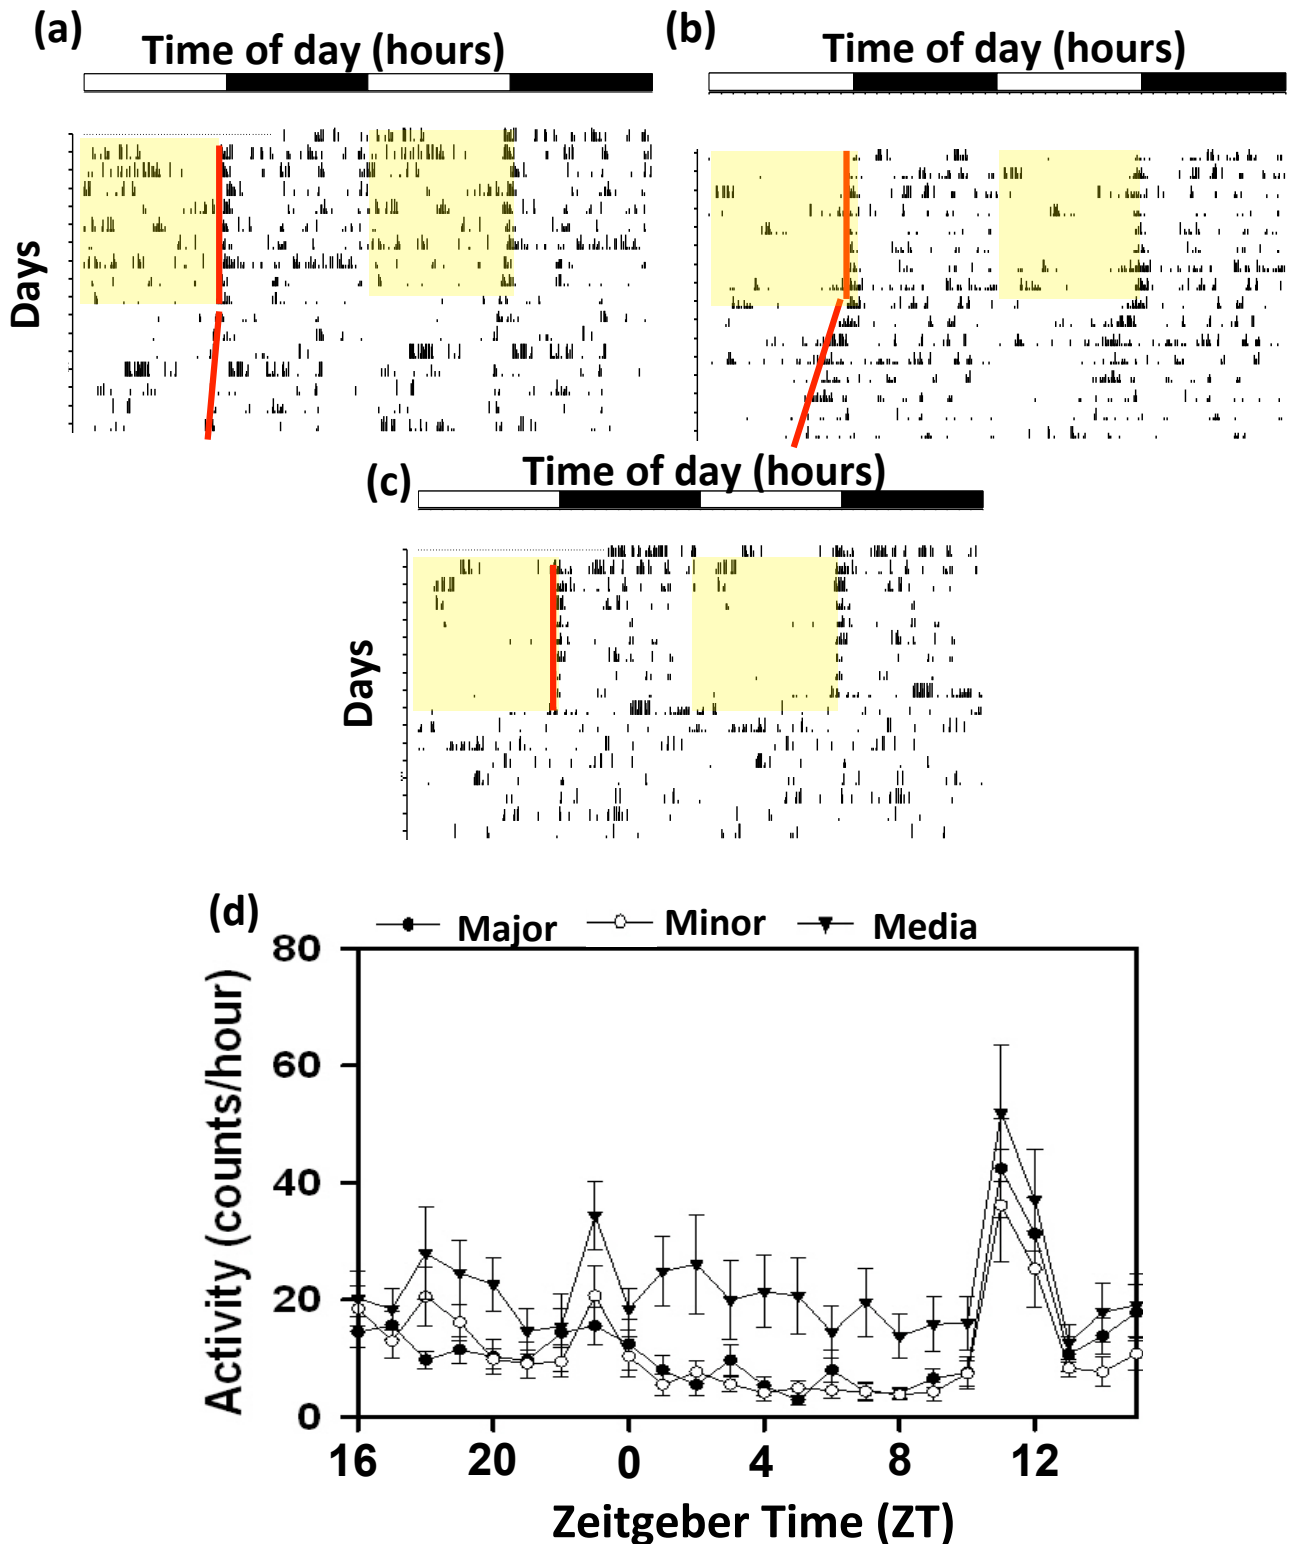 (a)
Time of day (hours)
Days
(b)
Time of day (hours)
(c)
Time of day (hours)
Days
(d)
Major Minor Media
Activity (counts/hour)
80
60
40
20
0
16 20 0 4 8 12
Zeitgeber Time (ZT)